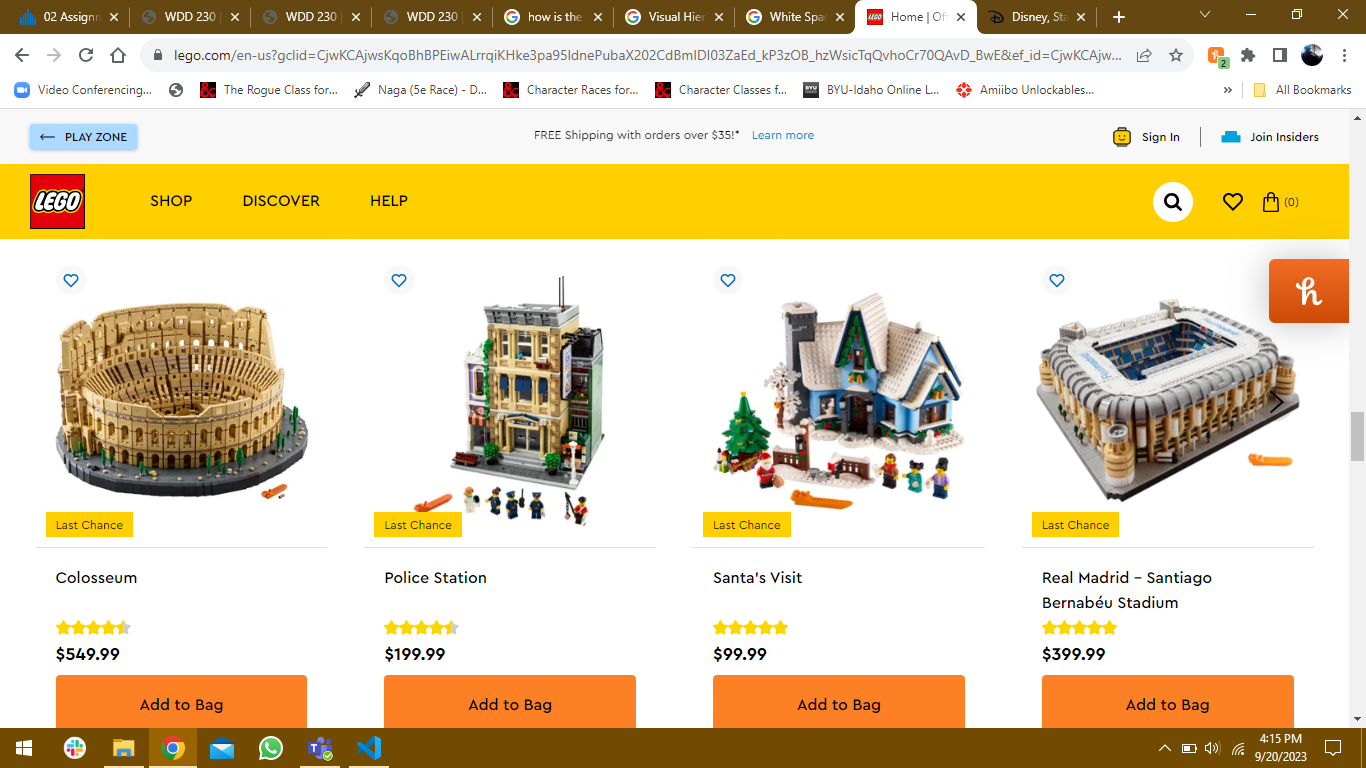 02 Assignm
WDD 230 |
WDD 230 |
WDD 230 |
how is the
Visual Hier
White Spac
Home | Off
Disney, Sta
lego.com/en-us?gclid=
2
Video Conferencing...
The Rogue Class for...
Naga (5e Race) - D...
Character Races for...
Character Classes f...
BYU-Idaho Online L...
Amiibo Unlockables...
»
All Bookmarks
PLAY ZONE
FREE Shipping with orders over $35!* Learn more
Sign In
Join Insiders
LEGO
SHOP
DISCOVER
HELP
(0)
h
Last Chance
Last Chance
Last Chance
Last Chance
Colosseum
Police Station
Santa's Visit
Real Madrid – Santiago
Bernabéu Stadium
$549.99
$199.99
$99.99
$399.99
Add to Bag
Add to Bag
Add to Bag
Add to Bag
4:15 PM
9/20/2023